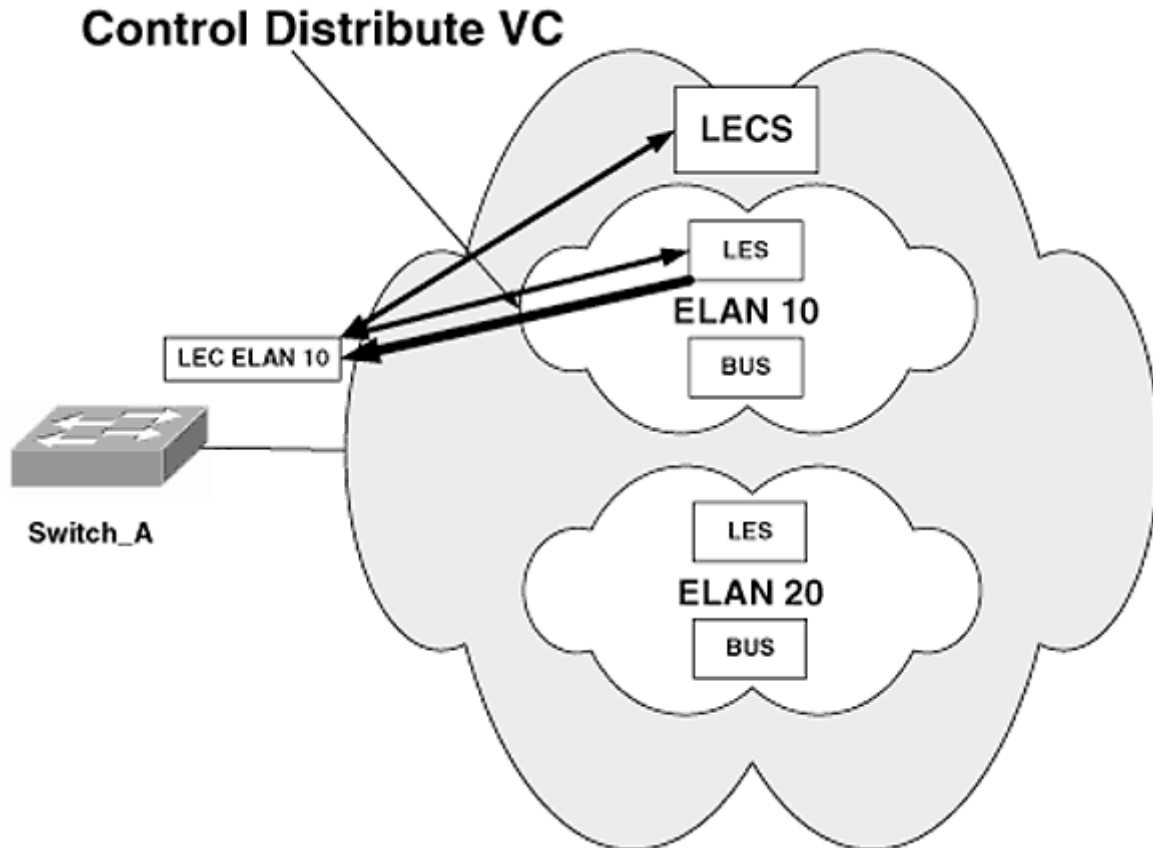 Control Distribute VC
LECS
LES
ELAN 10
LEC ELAN 10
BUS
Switch_A
LES
ELAN 20
BUS